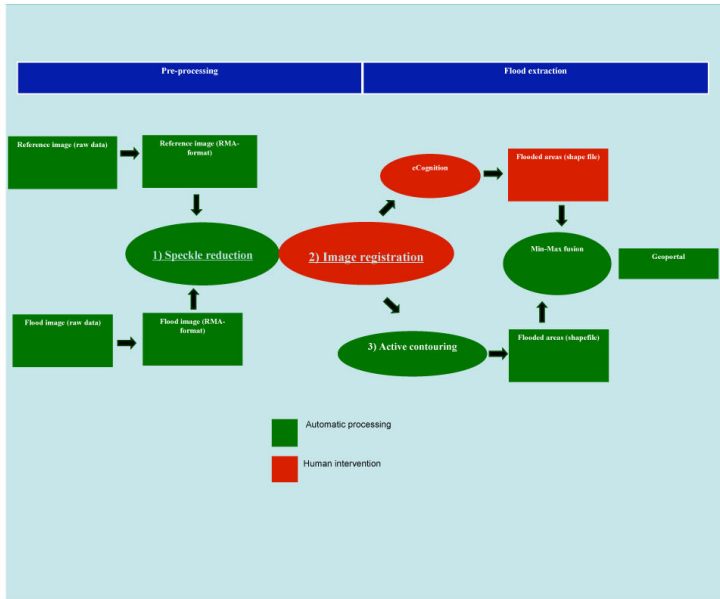 Pre-processing
Flood extraction
Reference image (raw data)
Reference image (RMA-
format)
eCognition
Flooded areas (shape file)
1) Speckle reduction
2) Image registration
Min-Max fusion
Geoportal
Flood image (raw data)
Flood image (RMA-
format)
3) Active contouring
Flooded areas (shapefile)
Automatic processing
Human intervention